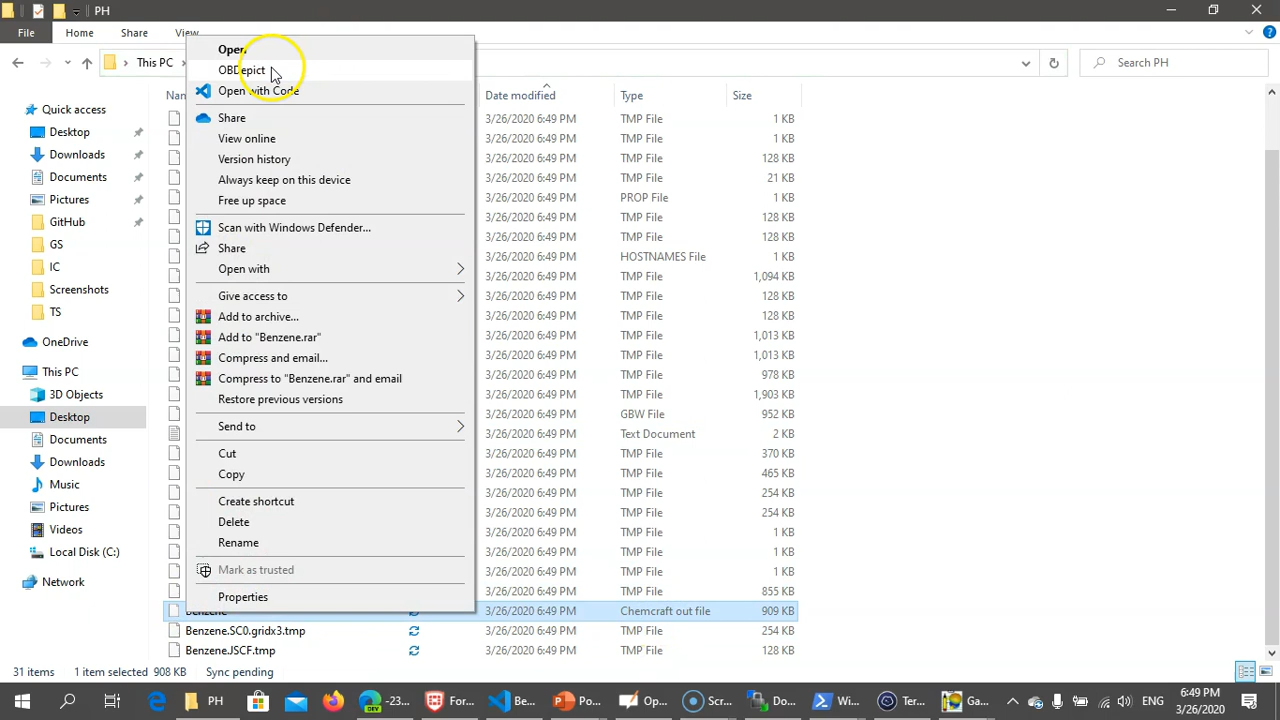 PH
File
Home
Share
View
This PC
Search PH
Date modified
Type
Size
Open
OBDepict
Open with Code
Share
View online
Version history
Always keep on this device
Free up space
Scan with Windows Defender...
Share
Open with
Give access to
Add to archive...
Add to "Benzene.rar"
Compress and email...
Compress to "Benzene.rar" and email
Restore previous versions
Send to
Cut
Copy
Create shortcut
Delete
Rename
Mark as trusted
Properties
Quick access
Desktop
Downloads
Documents
Pictures
GitHub
GS
IC
Screenshots
TS
OneDrive
This PC
3D Objects
Desktop
Documents
Downloads
Music
Pictures
Videos
Local Disk (C:)
Network
3/26/2020 6:49 PM TMP File 1 KB
3/26/2020 6:49 PM TMP File 1 KB
3/26/2020 6:49 PM TMP File 128 KB
3/26/2020 6:49 PM TMP File 21 KB
3/26/2020 6:49 PM PROP File 1 KB
3/26/2020 6:49 PM TMP File 128 KB
3/26/2020 6:49 PM TMP File 128 KB
3/26/2020 6:49 PM HOSTNAMES File 1 KB
3/26/2020 6:49 PM TMP File 1,094 KB
3/26/2020 6:49 PM TMP File 128 KB
3/26/2020 6:49 PM TMP File 128 KB
3/26/2020 6:49 PM TMP File 1,013 KB
3/26/2020 6:49 PM TMP File 1,013 KB
3/26/2020 6:49 PM TMP File 978 KB
3/26/2020 6:49 PM TMP File 1,903 KB
3/26/2020 6:49 PM GBW File 952 KB
3/26/2020 6:49 PM Text Document 2 KB
3/26/2020 6:49 PM TMP File 370 KB
3/26/2020 6:49 PM TMP File 465 KB
3/26/2020 6:49 PM TMP File 254 KB
3/26/2020 6:49 PM TMP File 254 KB
3/26/2020 6:49 PM TMP File 1 KB
3/26/2020 6:49 PM TMP File 1 KB
3/26/2020 6:49 PM TMP File 1 KB
3/26/2020 6:49 PM TMP File 855 KB
Benzene 3/26/2020 6:49 PM Chemcraft out file 909 KB
Benzene.SC0.gridx3.tmp 3/26/2020 6:49 PM TMP File 254 KB
Benzene.JSCF.tmp 3/26/2020 6:49 PM TMP File 128 KB
31 items 1 item selected 908 KB Sync pending
PH
DEV
-23...
For...
Be...
Po...
Op...
Scr...
Do...
Wi...
Ter...
Ga...
ENG
6:49 PM
3/26/2020